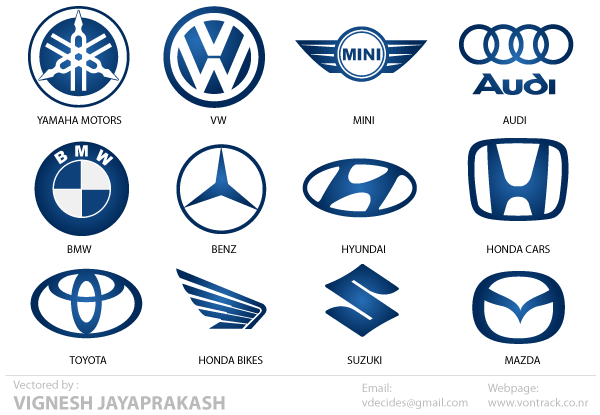 MINI
Audi
YAMAHA MOTORS
VW
MINI
AUDI
BMW
BMW
BENZ
HYUNDAI
HONDA CARS
TOYOTA
HONDA BIKES
SUZUKI
MAZDA
Vectored by :
VIGNESH JAYAPRAKASH
Email:
vdecides@gmail.com
Webpage:
www.vontrack.co.nr